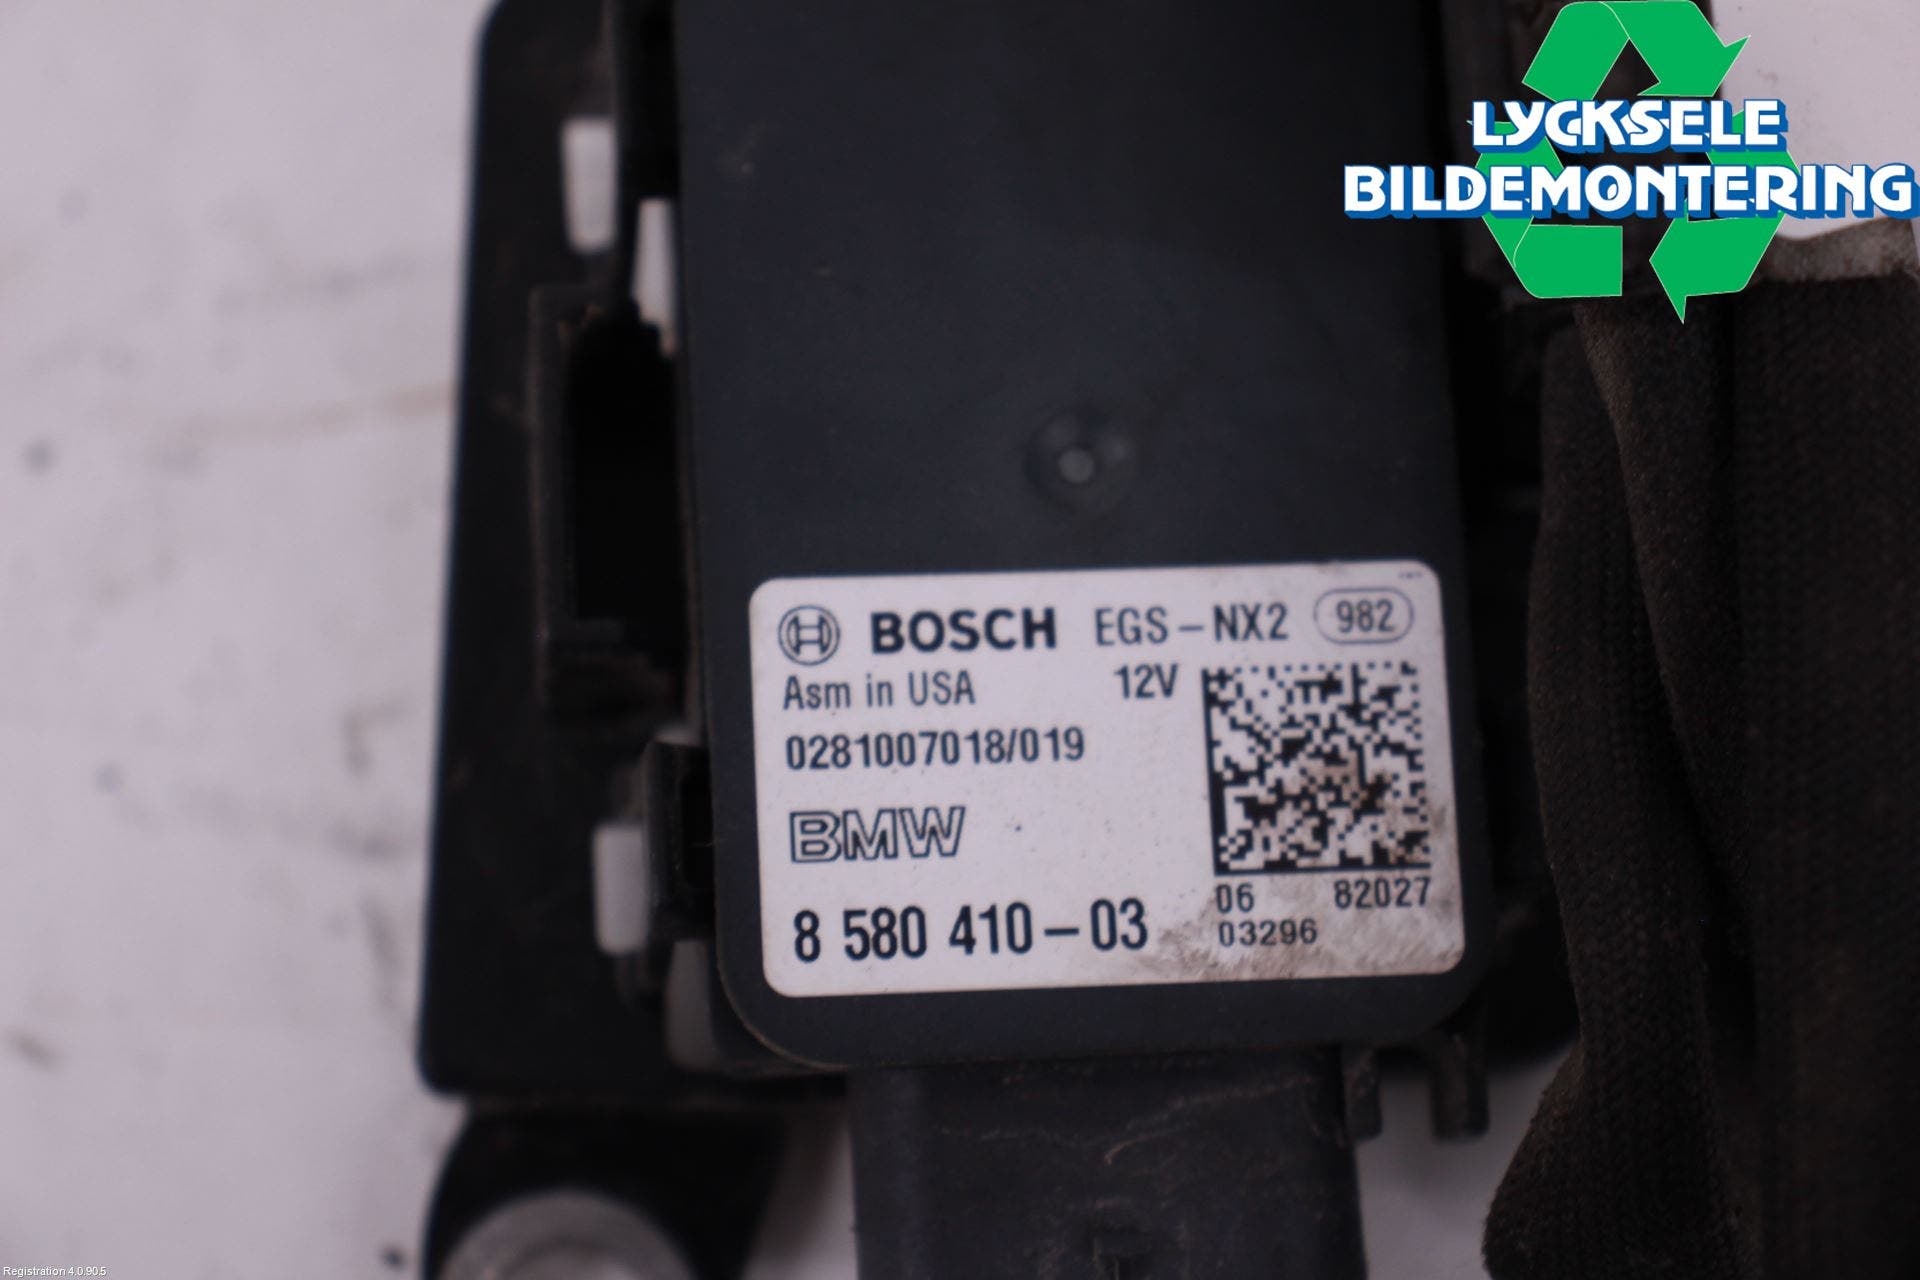 LYCKSELE
BILDEMONTERING
BOSCH EGS-NX2 982
Asm in USA 12V
0281007018/019
BMW
8 580 410-03
06 82027
03296
Registration 4.0.90.5